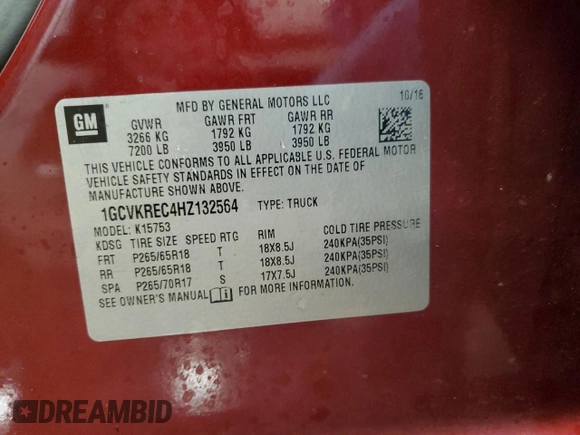 GM
MFD BY GENERAL MOTORS LLC 10/16
GVWR GAWR FRT GAWR RR
3266 KG 1792 KG 1792 KG
7200 LB 3950 LB 3950 LB
THIS VEHICLE CONFORMS TO ALL APPLICABLE U.S. FEDERAL MOTOR
VEHICLE SAFETY STANDARDS IN EFFECT ON THE DATE OF
MANUFACTURE SHOWN ABOVE.
1GCVKREC4HZ132564 TYPE: TRUCK
MODEL: K15753
KDSG TIRE SIZE SPEED RTG RIM COLD TIRE PRESSURE
FRT P265/65R18 T 18X8.5J 240KPA(35PSI)
RR P265/65R18 T 18X8.5J 240KPA(35PSI)
SPA P265/70R17 S 17X7.5J 240KPA(35PSI)
SEE OWNER'S MANUAL FOR MORE INFORMATION.
DREAMBID